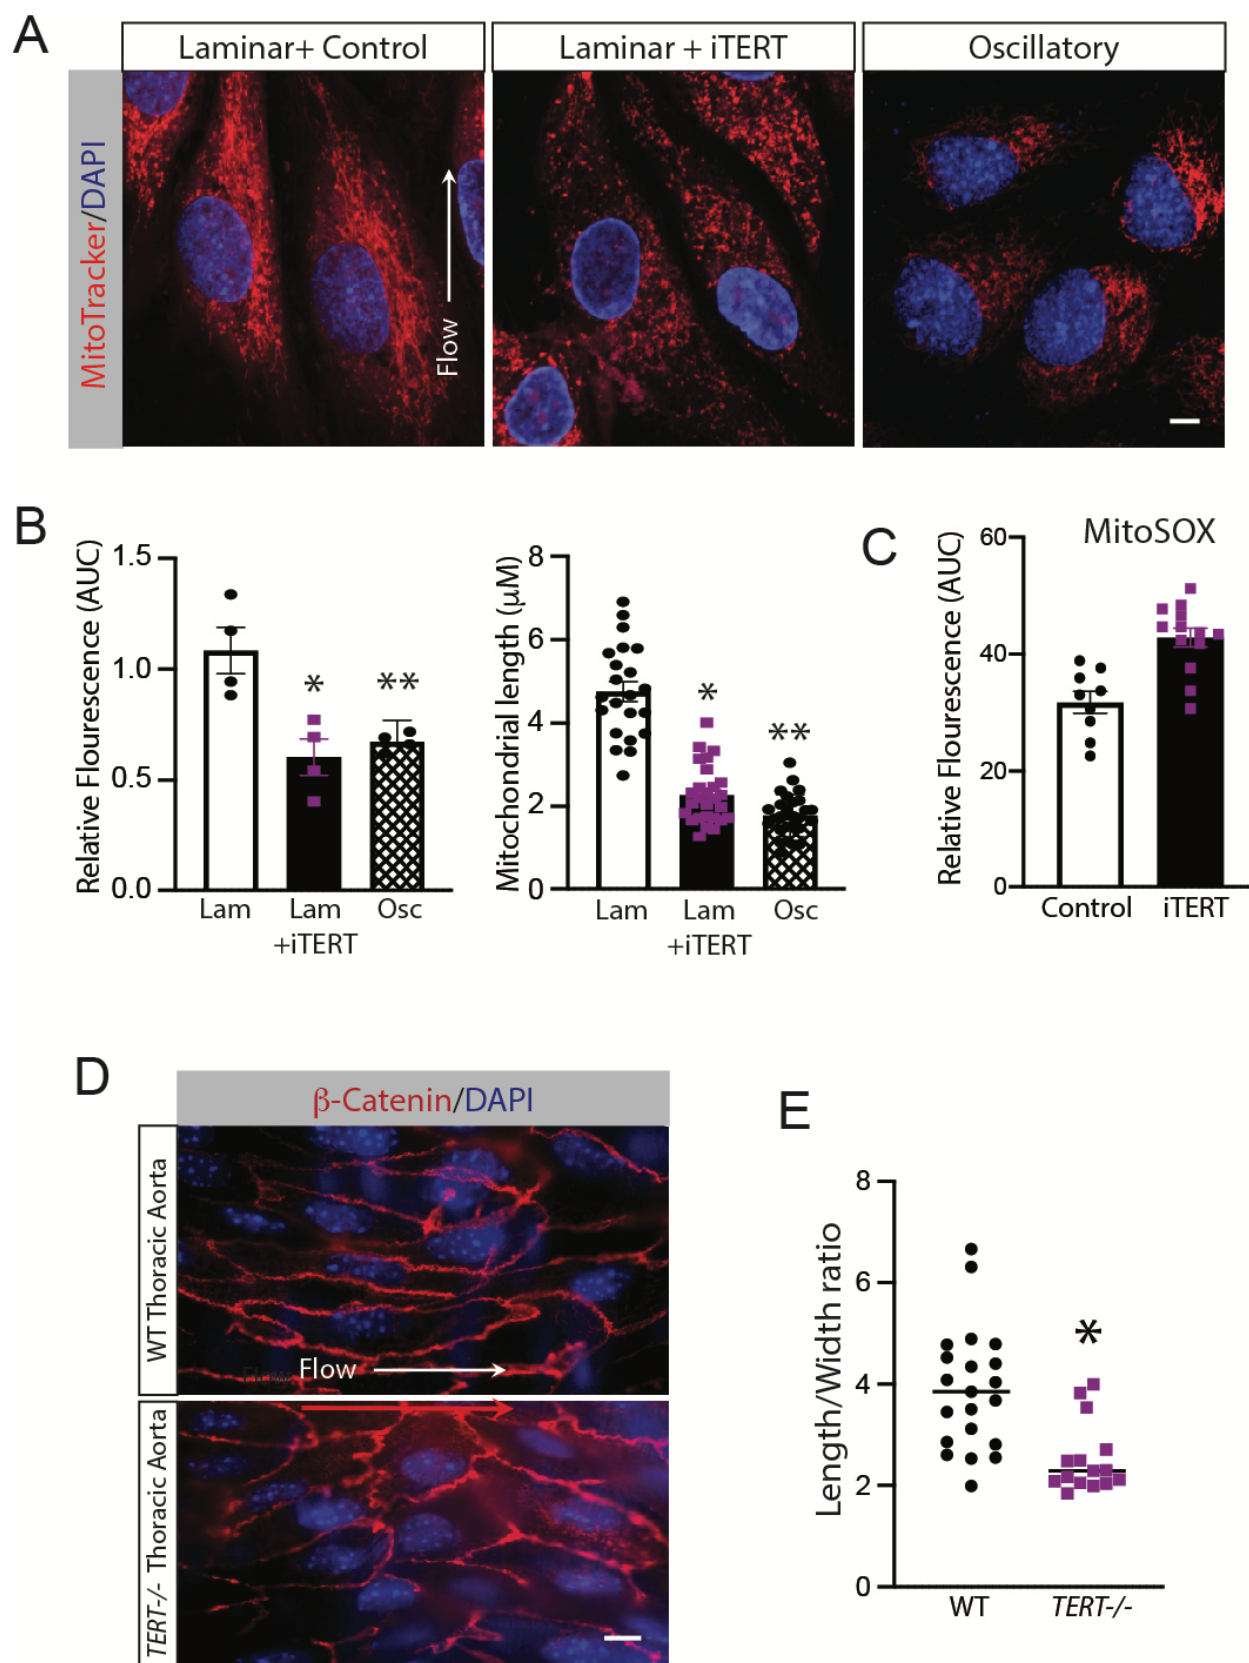 A
Laminar+ Control
Laminar + iTERT
Oscillatory
MitoTracker/DAPI
Flow
B
Relative Flourescence (AUC)
1.5
1.0
0.5
0.0
Lam
Lam
+iTERT
Osc
*
**
Mitochondrial length (μM)
8
6
4
2
0
Lam
Lam
+iTERT
Osc
*
**
C
MitoSOX
Relative Flourescence (AUC)
60
40
20
0
Control
iTERT
D
β-Catenin/DAPI
WT Thoracic Aorta
Flow
Flow
TERT-/- Thoracic Aorta
E
Length/Width ratio
8
6
4
2
0
*
WT
TERT-/-